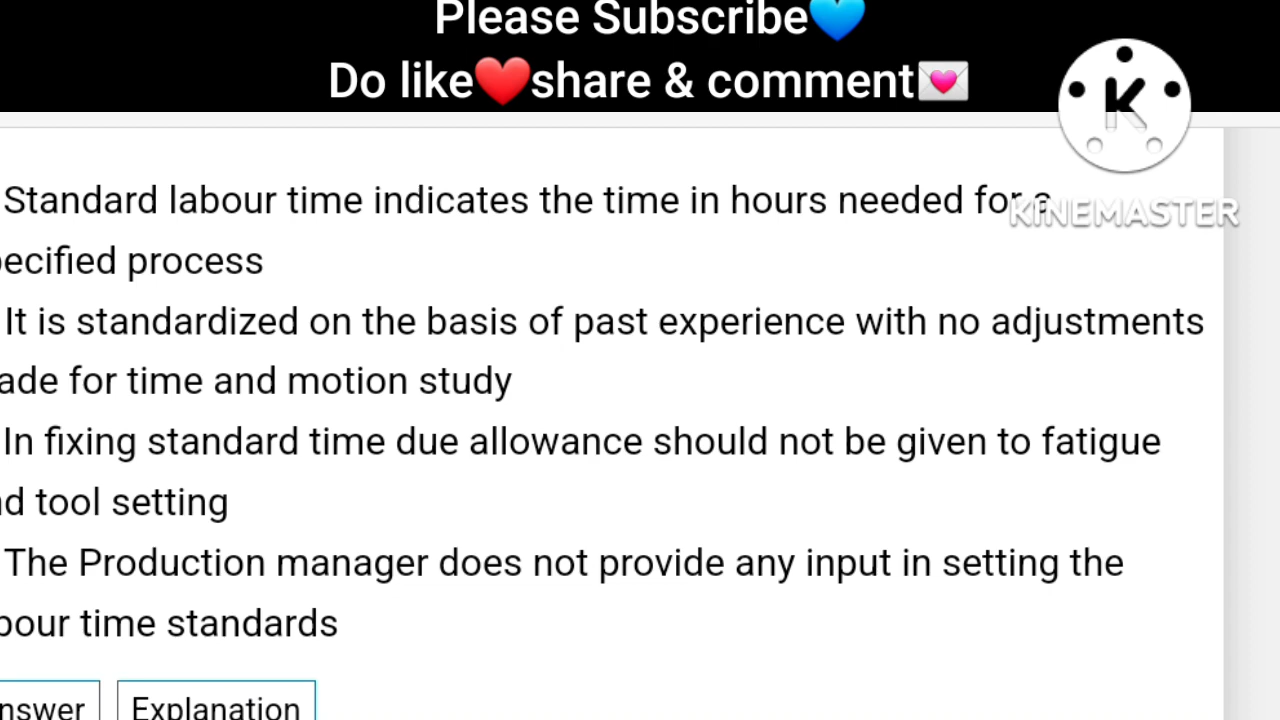 Please Subscribe💙
Do like❤️share & comment💌
K
KINEMASTER
Standard labour time indicates the time in hours needed for a
pecified process
It is standardized on the basis of past experience with no adjustments
ade for time and motion study
In fixing standard time due allowance should not be given to fatigue
nd tool setting
The Production manager does not provide any input in setting the
bour time standards
nswer Explanation